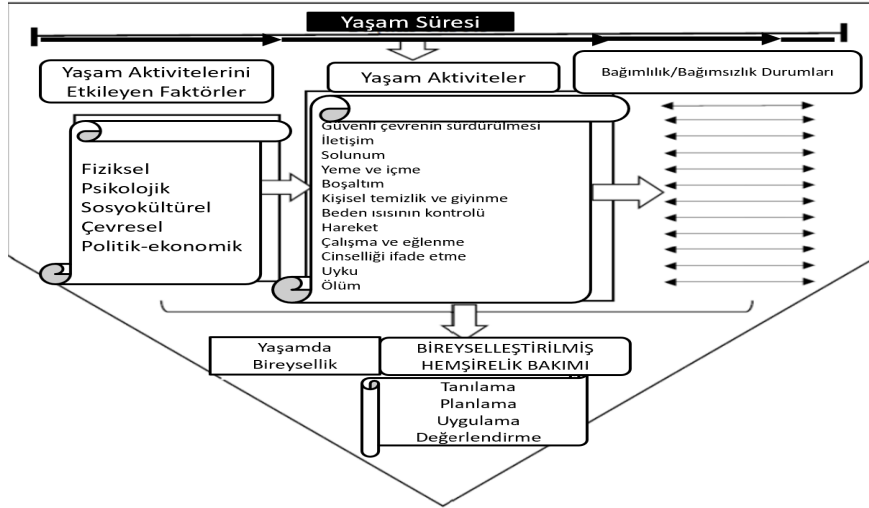 Yaşam Süresi
Yaşam Aktivitelerini
Etkileyen Faktörler
Yaşam Aktiviteler
Bağımlılık/Bağımsızlık Durumları
Fiziksel
Psikolojik
Sosyokültürel
Çevresel
Politik-ekonomik
Güvenli çevrenin sürdürülmesi
İletişim
Solunum
Yeme ve içme
Boşaltım
Kişisel temizlik ve giyinme
Beden ısısının kontrolü
Hareket
Çalışma ve eğlenme
Cinselliği ifade etme
Uyku
Ölüm
Yaşamda
Bireysellik
BİREYSELLEŞTİRİLMİŞ
HEMŞİRELİK BAKIMI
Tanılama
Planlama
Uygulama
Değerlendirme